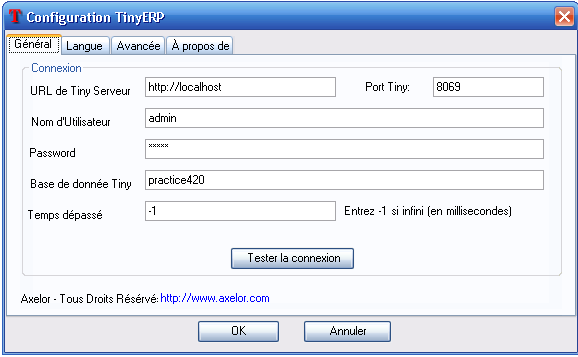 Configuration TinyERP
Général Langue Avancée À propos de
Connexion
URL de Tiny Serveur http://localhost Port Tiny: 8069
Nom d'Utilisateur admin
Password *****
Base de donnée Tiny practice420
Temps dépassé -1 Entrez -1 si infini (en millisecondes)
Tester la connexion
Axelor - Tous Droits Résérvé: http://www.axelor.com
OK Annuler